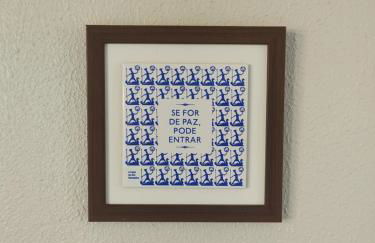 SE FOR
DE PAZ,
PODE
ENTRAR